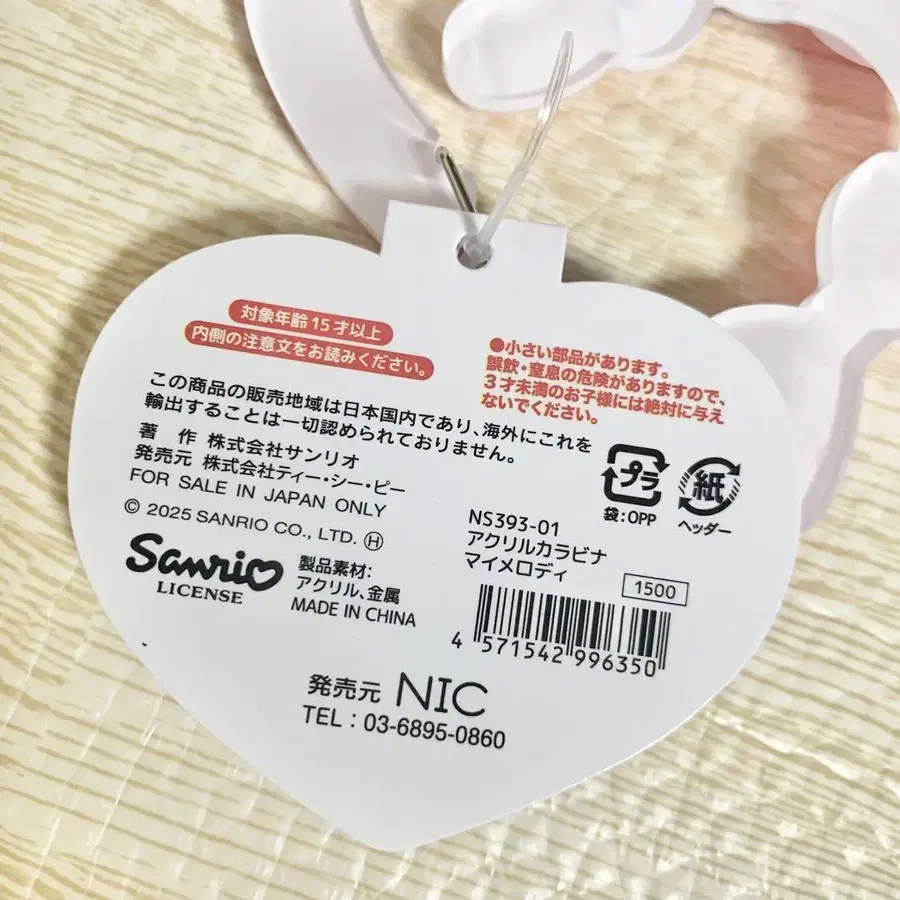 対象年齢15才以上
内側の注意文をお読みください。
●小さい部品があります。
誤飲・窒息の危険がありますので、
3才未満のお子様には絶対に与え
ないでください。
この商品の販売地域は日本国内であり、海外にこれを
輸出することは一切認められておりません。
著 作 株式会社サンリオ
発売元 株式会社ティー・シー・ピー
FOR SALE IN JAPAN ONLY
© 2025 SANRIO CO., LTD. Ⓗ
Sanrio
LICENSE
製品素材:
アクリル、金属
MADE IN CHINA
プラ
袋:OPP
紙
ヘッダー
NS393-01
アクリルカラビナ
マイメロディ
1500
4 571542 996350
発売元 NIC
TEL : 03-6895-0860